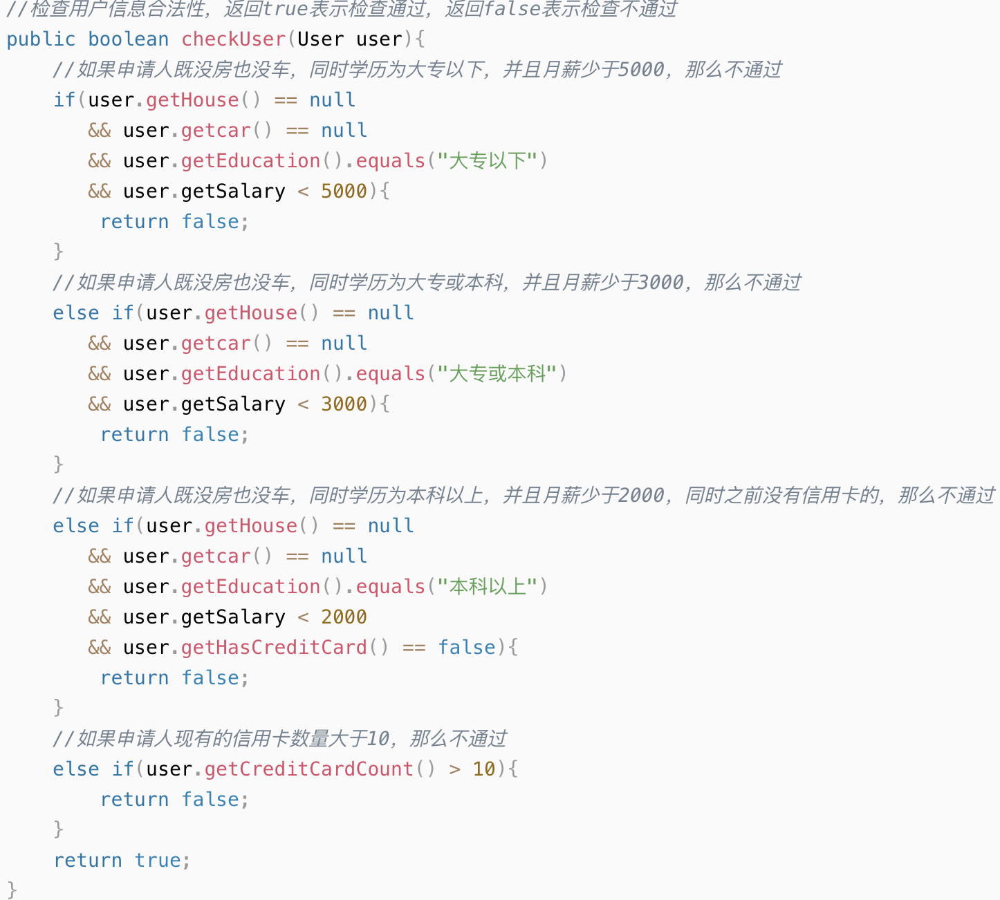 //检查用户信息合法性，返回true表示检查通过，返回false表示检查不通过
public boolean checkUser(User user){
    //如果申请人既没房也没车，同时学历为大专以下，并且月薪少于5000，那么不通过
    if(user.getHouse() == null
       && user.getcar() == null
       && user.getEducation().equals("大专以下")
       && user.getSalary < 5000){
        return false;
    }
    //如果申请人既没房也没车，同时学历为大专或本科，并且月薪少于3000，那么不通过
    else if(user.getHouse() == null
       && user.getcar() == null
       && user.getEducation().equals("大专或本科")
       && user.getSalary < 3000){
        return false;
    }
    //如果申请人既没房也没车，同时学历为本科以上，并且月薪少于2000，同时之前没有信用卡的，那么不通过
    else if(user.getHouse() == null
       && user.getcar() == null
       && user.getEducation().equals("本科以上")
       && user.getSalary < 2000
       && user.getHasCreditCard() == false){
        return false;
    }
    //如果申请人现有的信用卡数量大于10，那么不通过
    else if(user.getCreditCardCount() > 10){
        return false;
    }
    return true;
}